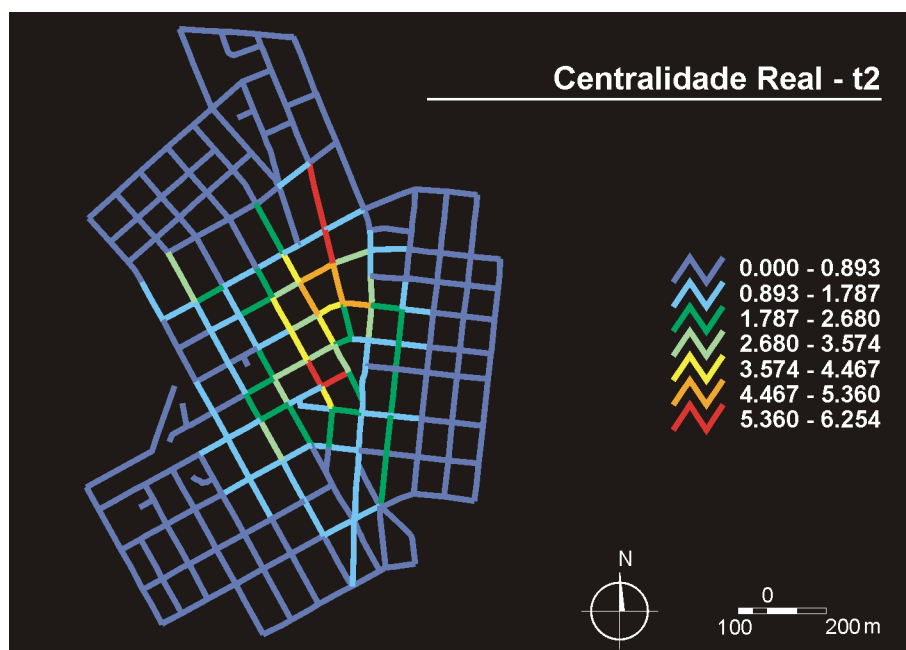 Centralidade Real - t2
0.000 - 0.893
0.893 - 1.787
1.787 - 2.680
2.680 - 3.574
3.574 - 4.467
4.467 - 5.360
5.360 - 6.254
N
0
100 200 m